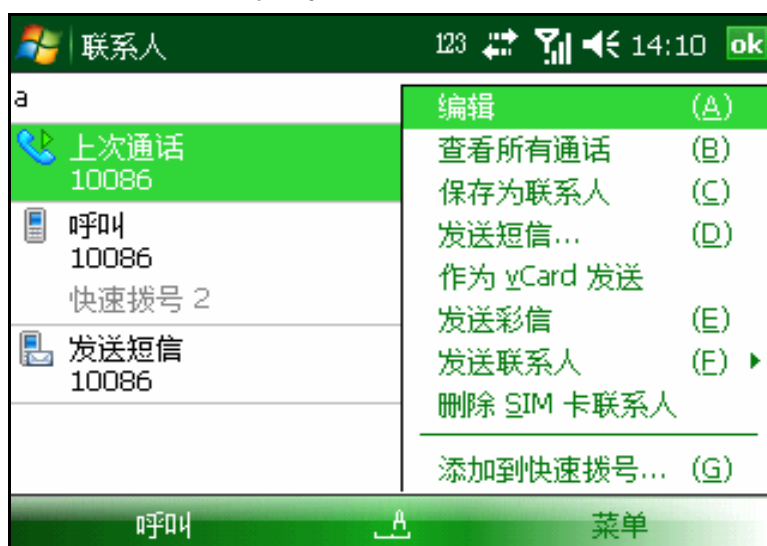 联系人 123 14:10 ok
a
上次通话
10086
呼叫
10086
快速拨号 2
发送短信
10086
编辑 (A)
查看所有通话 (B)
保存为联系人 (C)
发送短信... (D)
作为 vCard 发送
发送彩信 (E)
发送联系人 (F)
删除 SIM 卡联系人
添加到快速拨号... (G)
呼叫 A 菜单